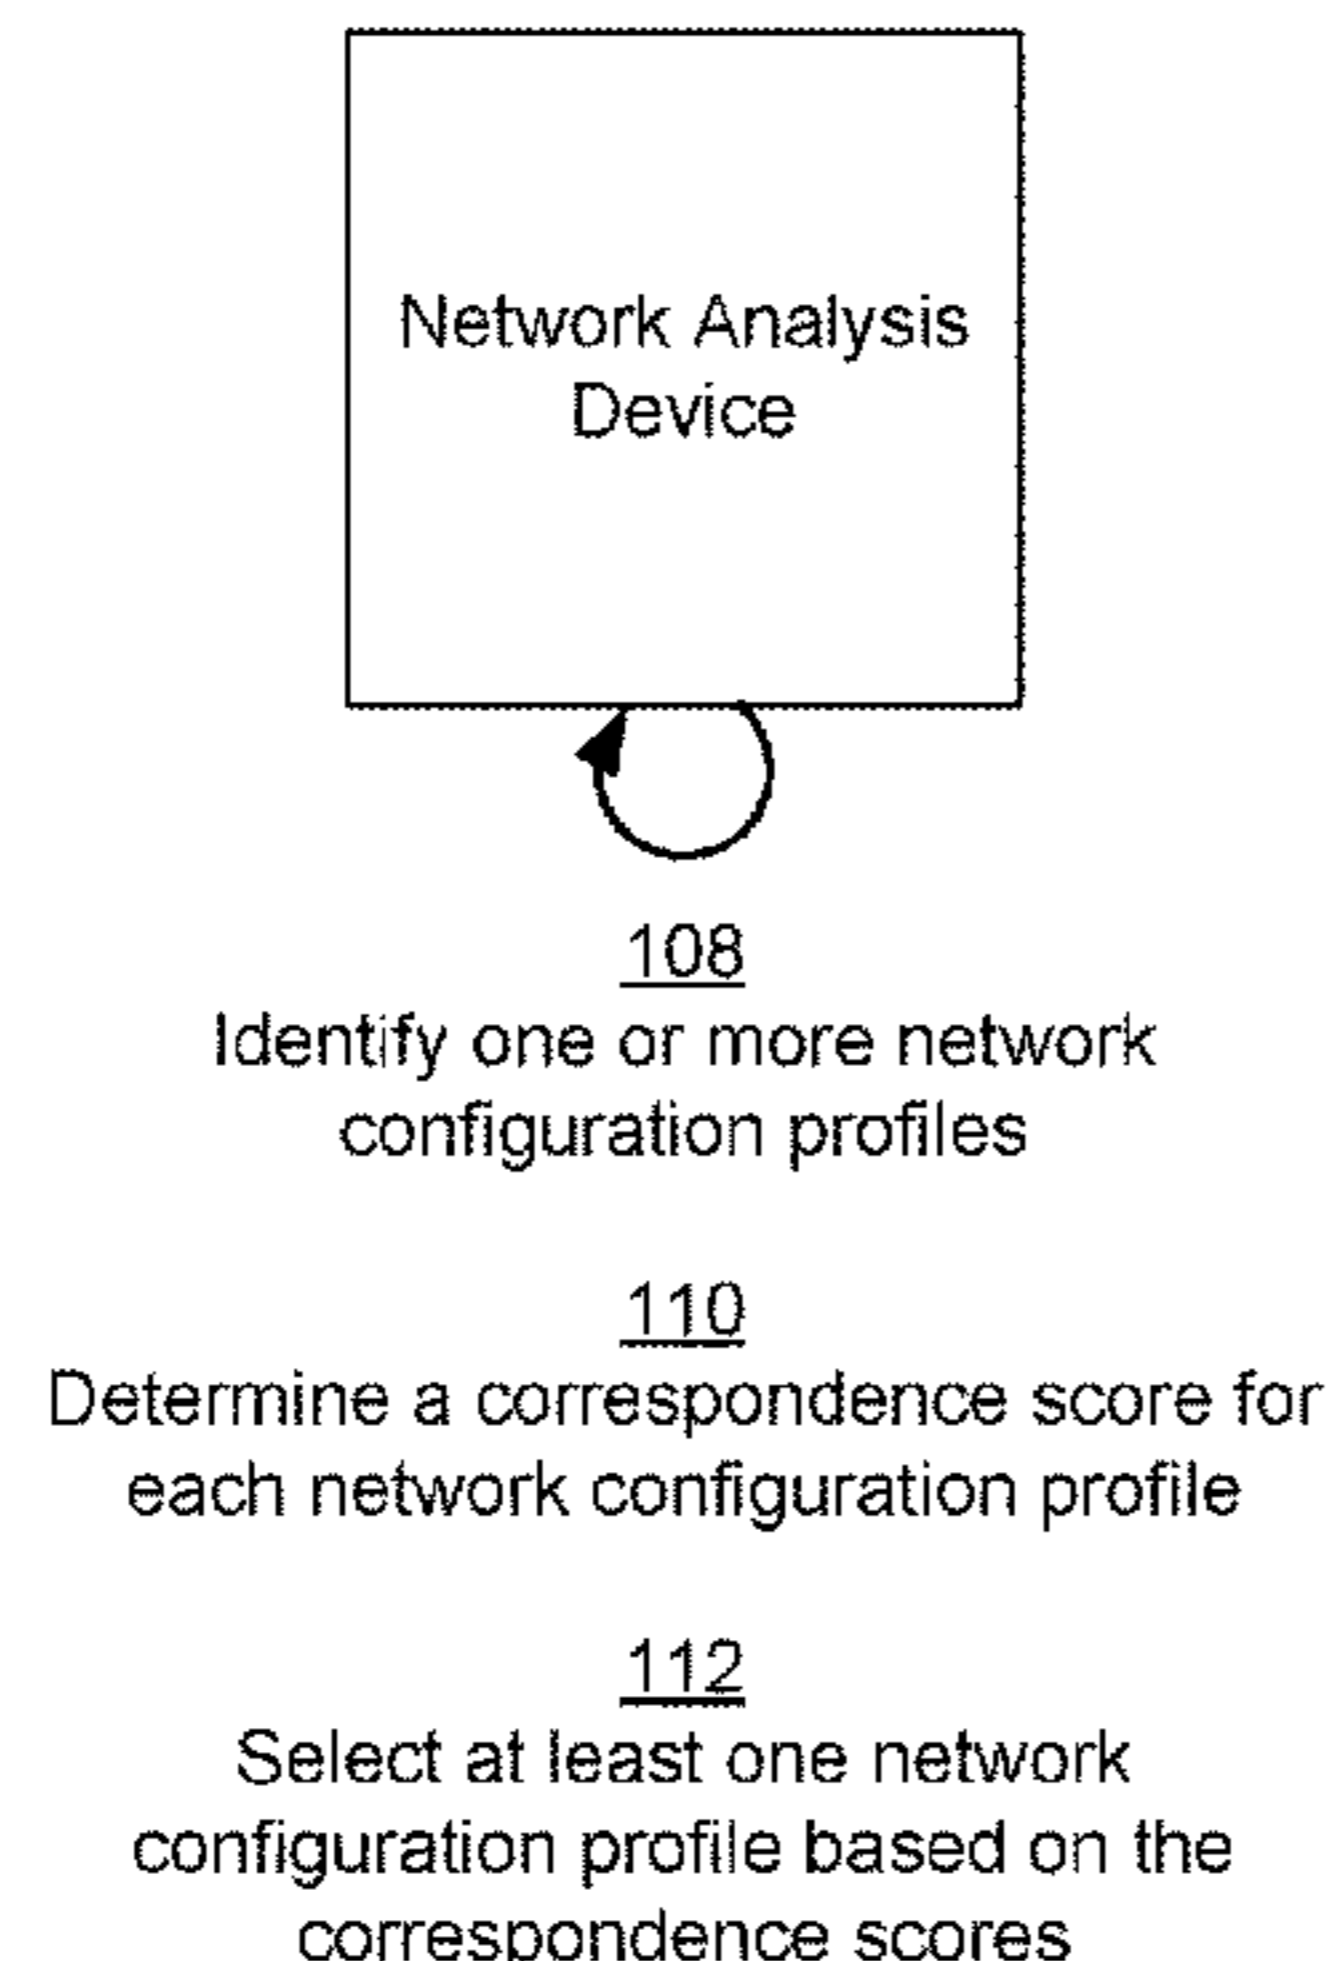 Network Analysis
Device
108
Identify one or more network
configuration profiles
110
Determine a correspondence score for
each network configuration profile
112
Select at least one network
configuration profile based on the
correspondence scores